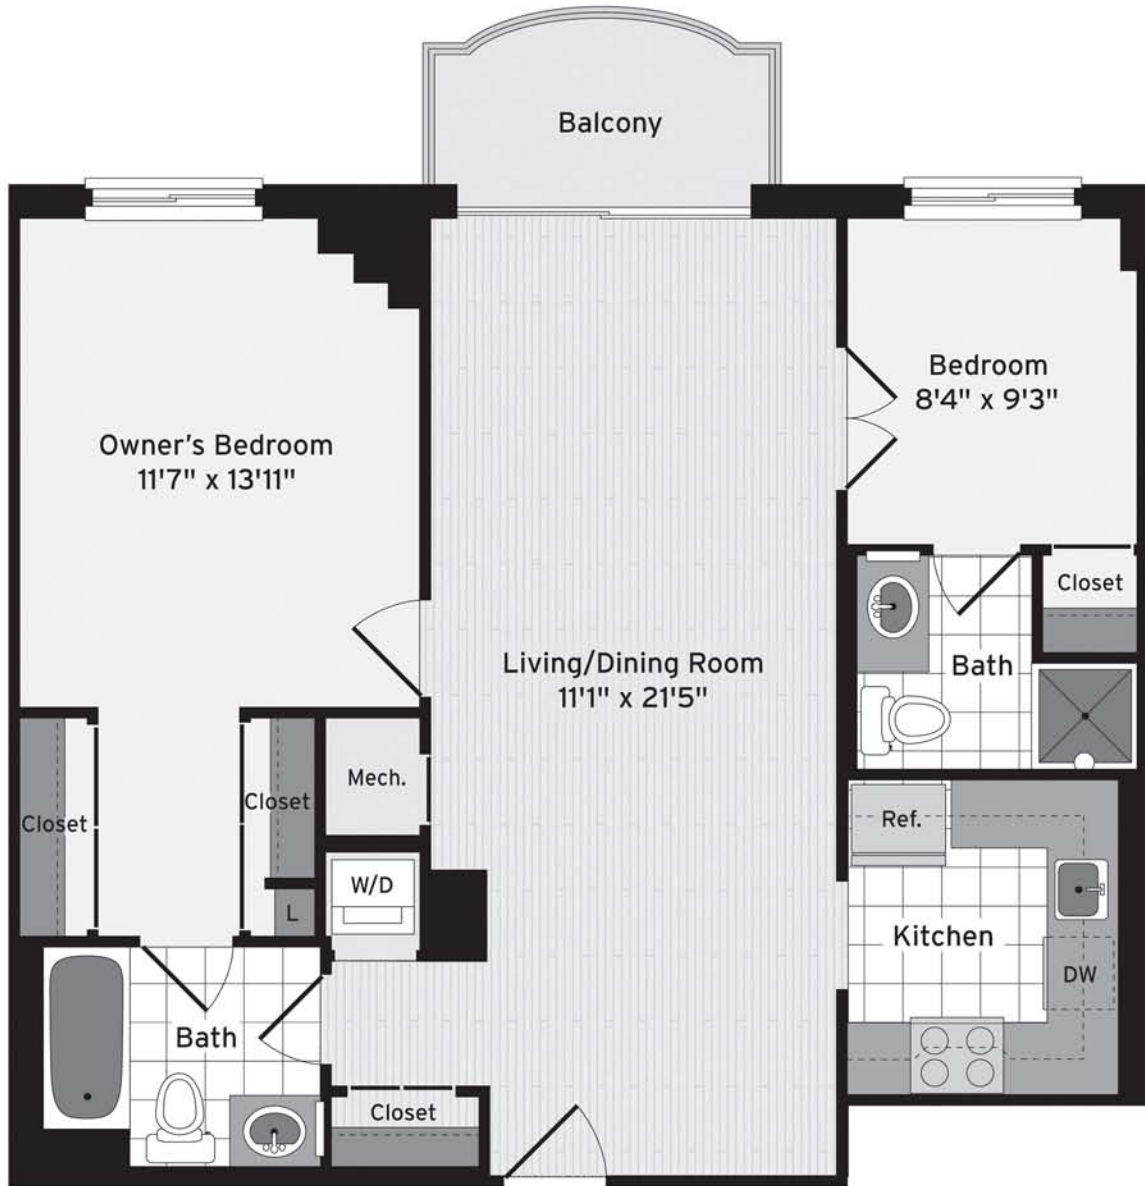 Balcony
Bedroom
8'4" x 9'3"
Owner's Bedroom
11'7" x 13'11"
Closet
Living/Dining Room
11'1" x 21'5"
Bath
Mech.
Closet
Closet
Ref.
W/D
L
Kitchen
DW
Bath
Closet